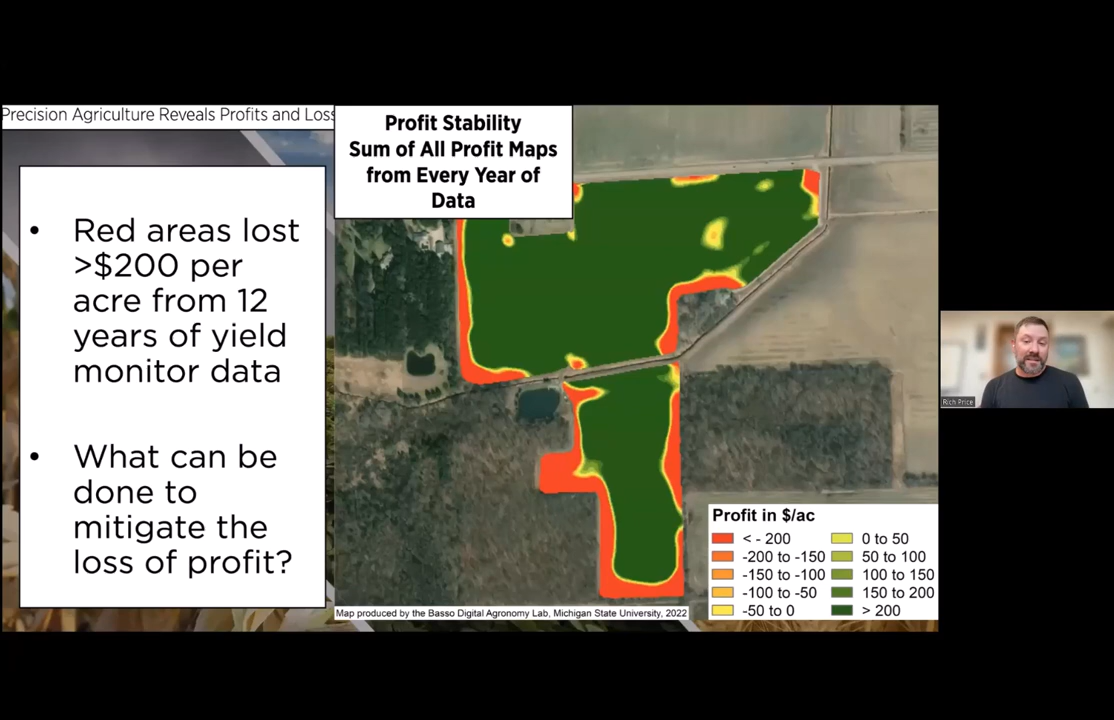 Precision Agriculture Reveals Profits and Loss
• Red areas lost
>$200 per
acre from 12
years of yield
monitor data
• What can be
done to
mitigate the
loss of profit?
Profit Stability
Sum of All Profit Maps
from Every Year of
Data
Profit in $/ac
< - 200
-200 to -150
-150 to -100
-100 to -50
-50 to 0
0 to 50
50 to 100
100 to 150
150 to 200
> 200
Map produced by the Basso Digital Agronomy Lab, Michigan State University, 2022
Rich Price